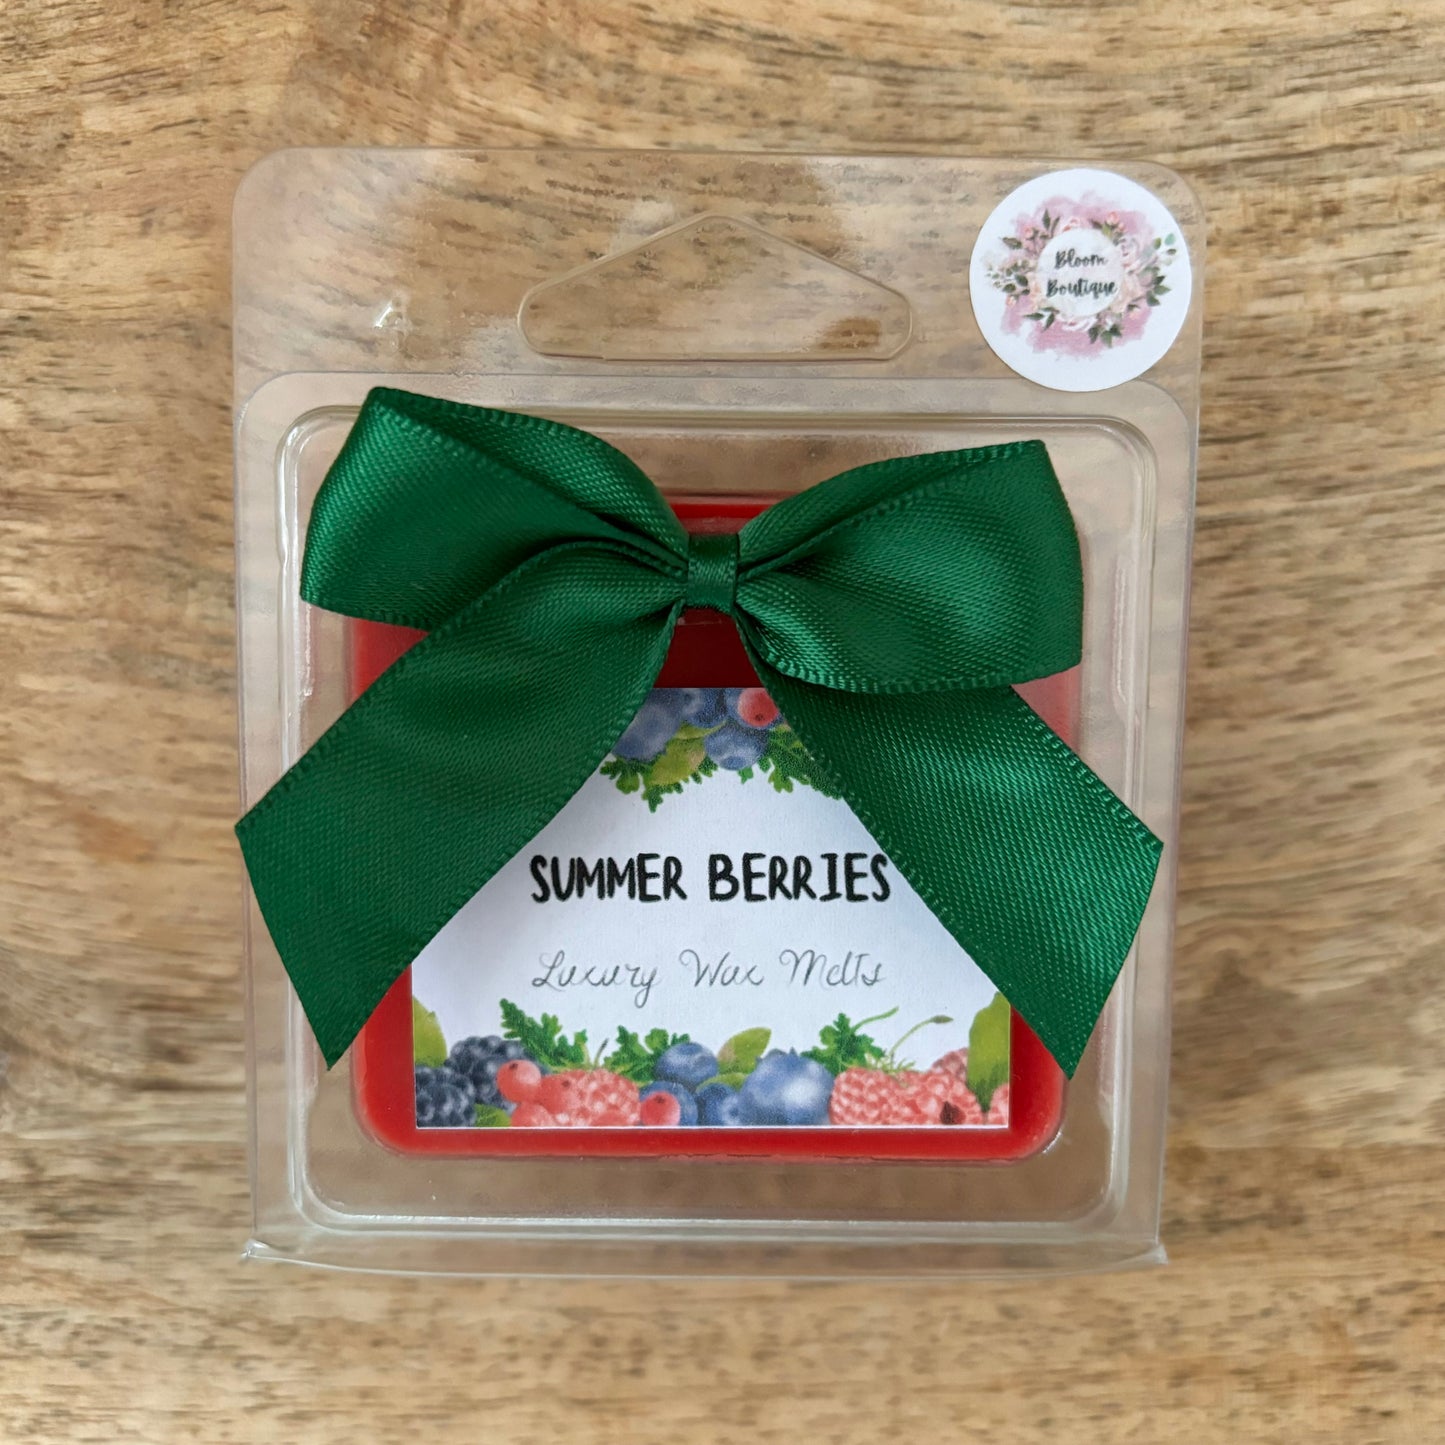 Bloom
Boutique
SUMMER BERRIES
Luxury Wax Melts